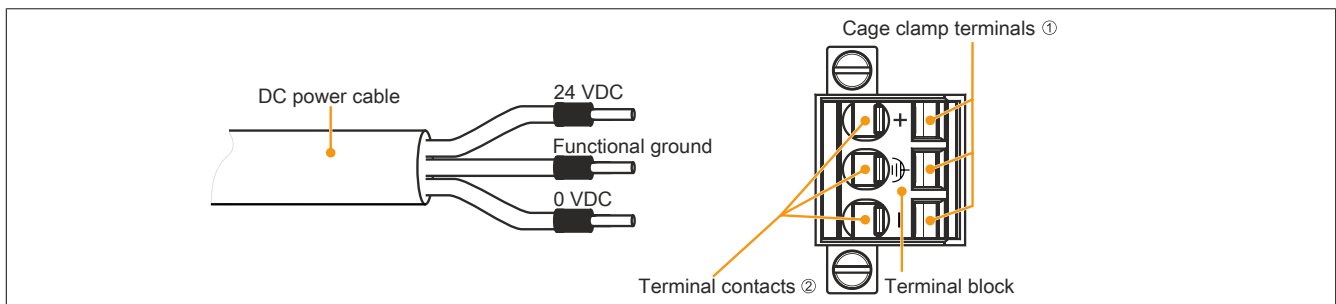 Cage clamp terminals ①
DC power cable
24 VDC
Functional ground
0 VDC
+
-
Terminal contacts ②
Terminal block